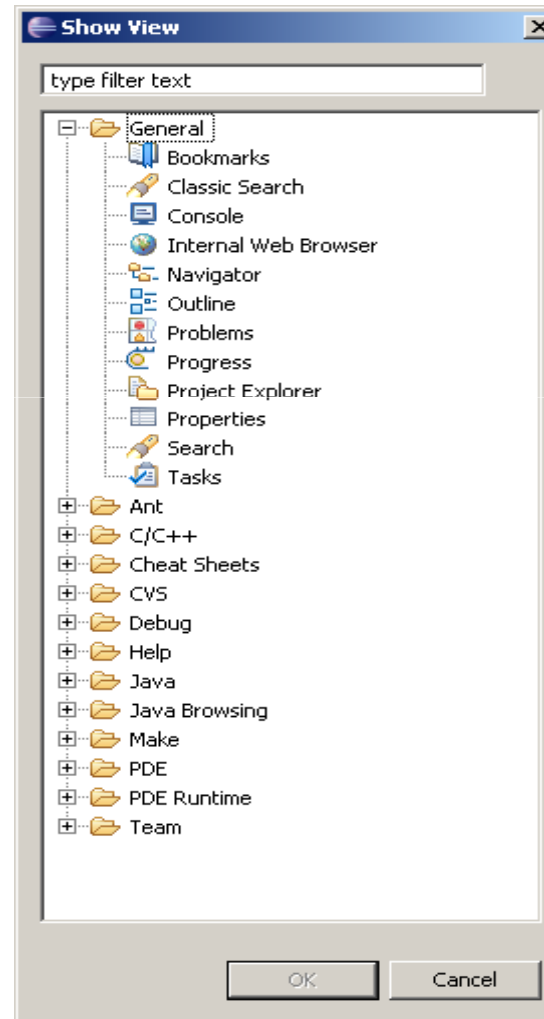 Show View
type filter text
General
Bookmarks
Classic Search
Console
Internal Web Browser
Navigator
Outline
Problems
Progress
Project Explorer
Properties
Search
Tasks
Ant
C/C++
Cheat Sheets
CVS
Debug
Help
Java
Java Browsing
Make
PDE
PDE Runtime
Team
OK Cancel